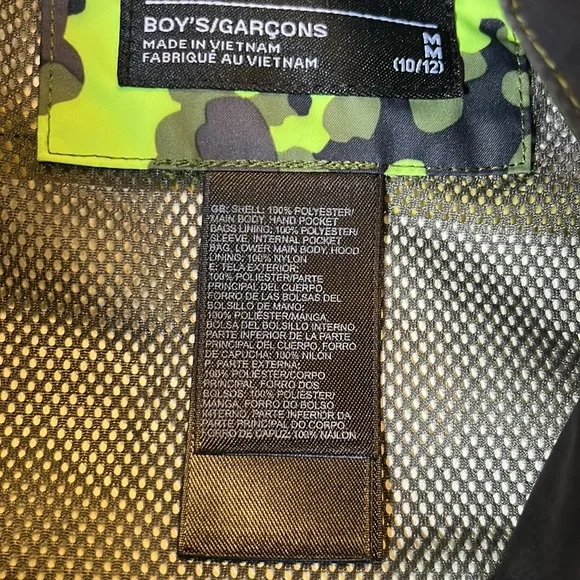 BOY'S/GARÇONS
MADE IN VIETNAM
FABRIQUÉ AU VIETNAM
M
M
(10/12)
GB: SHELL: 100% POLYESTER/
MAIN BODY, HAND POCKET
BAGS LINING: 100% POLYESTER/
SLEEVE, INTERNAL POCKET
BAG, LOWER MAIN BODY, HOOD
LINING: 100% NYLON
E: TELA EXTERIOR:
100% POLIÉSTER/PARTE
PRINCIPAL DEL CUERPO,
FORRO DE LAS BOLSAS DEL
BOLSILLO DE MANO:
100% POLIÉSTER/MANGA,
BOLSA DEL BOLSILLO INTERNO
PARTE INFERIOR DE LA PARTE
PRINCIPAL DEL CUERPO, FORRO
DE CAPUCHA: 100% NILÓN
P: PARTE EXTERNA:
100% POLIÉSTER/CORPO
PRINCIPAL, FORRO DOS
BOLSOS: 100% POLIÉSTER/
MANGA, FORRO DO BOLSO
INTERNO, PARTE INFERIOR DA
PARTE PRINCIPAL DO CORPO
FORRO DE CAPUZ: 100% NÁILON